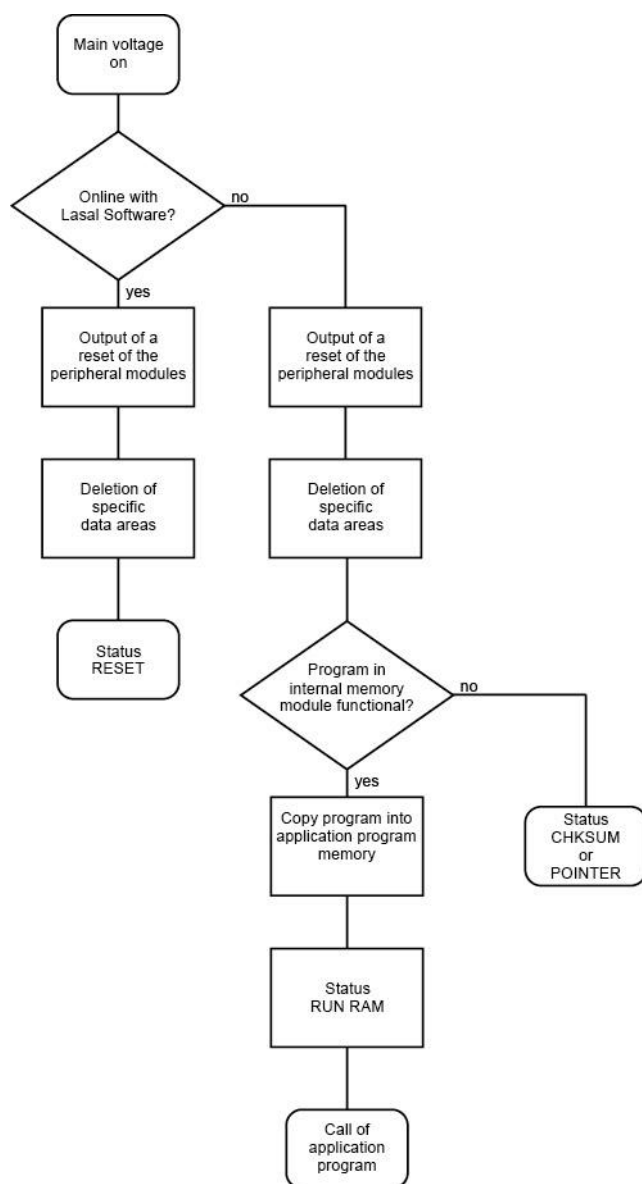 Main voltage
on
Online with
Lasal Software?
no
yes
Output of a
reset of the
peripheral modules
Output of a
reset of the
peripheral modules
Deletion of
specific
data areas
Deletion of
specific
data areas
Status
RESET
Program in
internal memory
module functional?
no
yes
Copy program into
application program
memory
Status
CHKSUM
or
POINTER
Status
RUN RAM
Call of
application
program